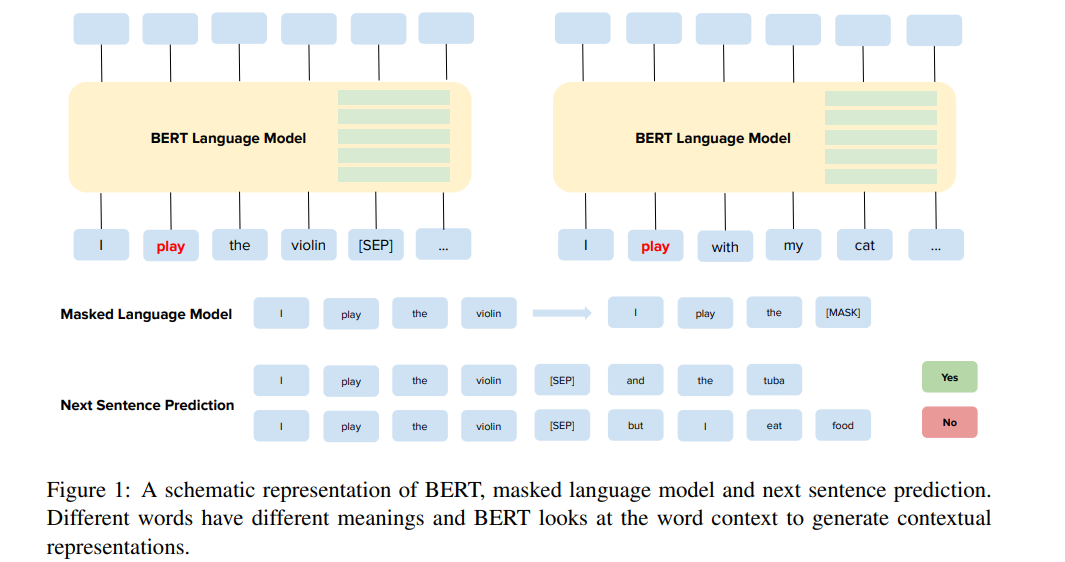 BERT Language Model BERT Language Model
I play the violin [SEP] ... I play with my cat ...
Masked Language Model I play the violin I play the [MASK]
I play the violin [SEP] and the tuba Yes
Next Sentence Prediction
I play the violin [SEP] but I eat food No
Figure 1: A schematic representation of BERT, masked language model and next sentence prediction.
Different words have different meanings and BERT looks at the word context to generate contextual
representations.